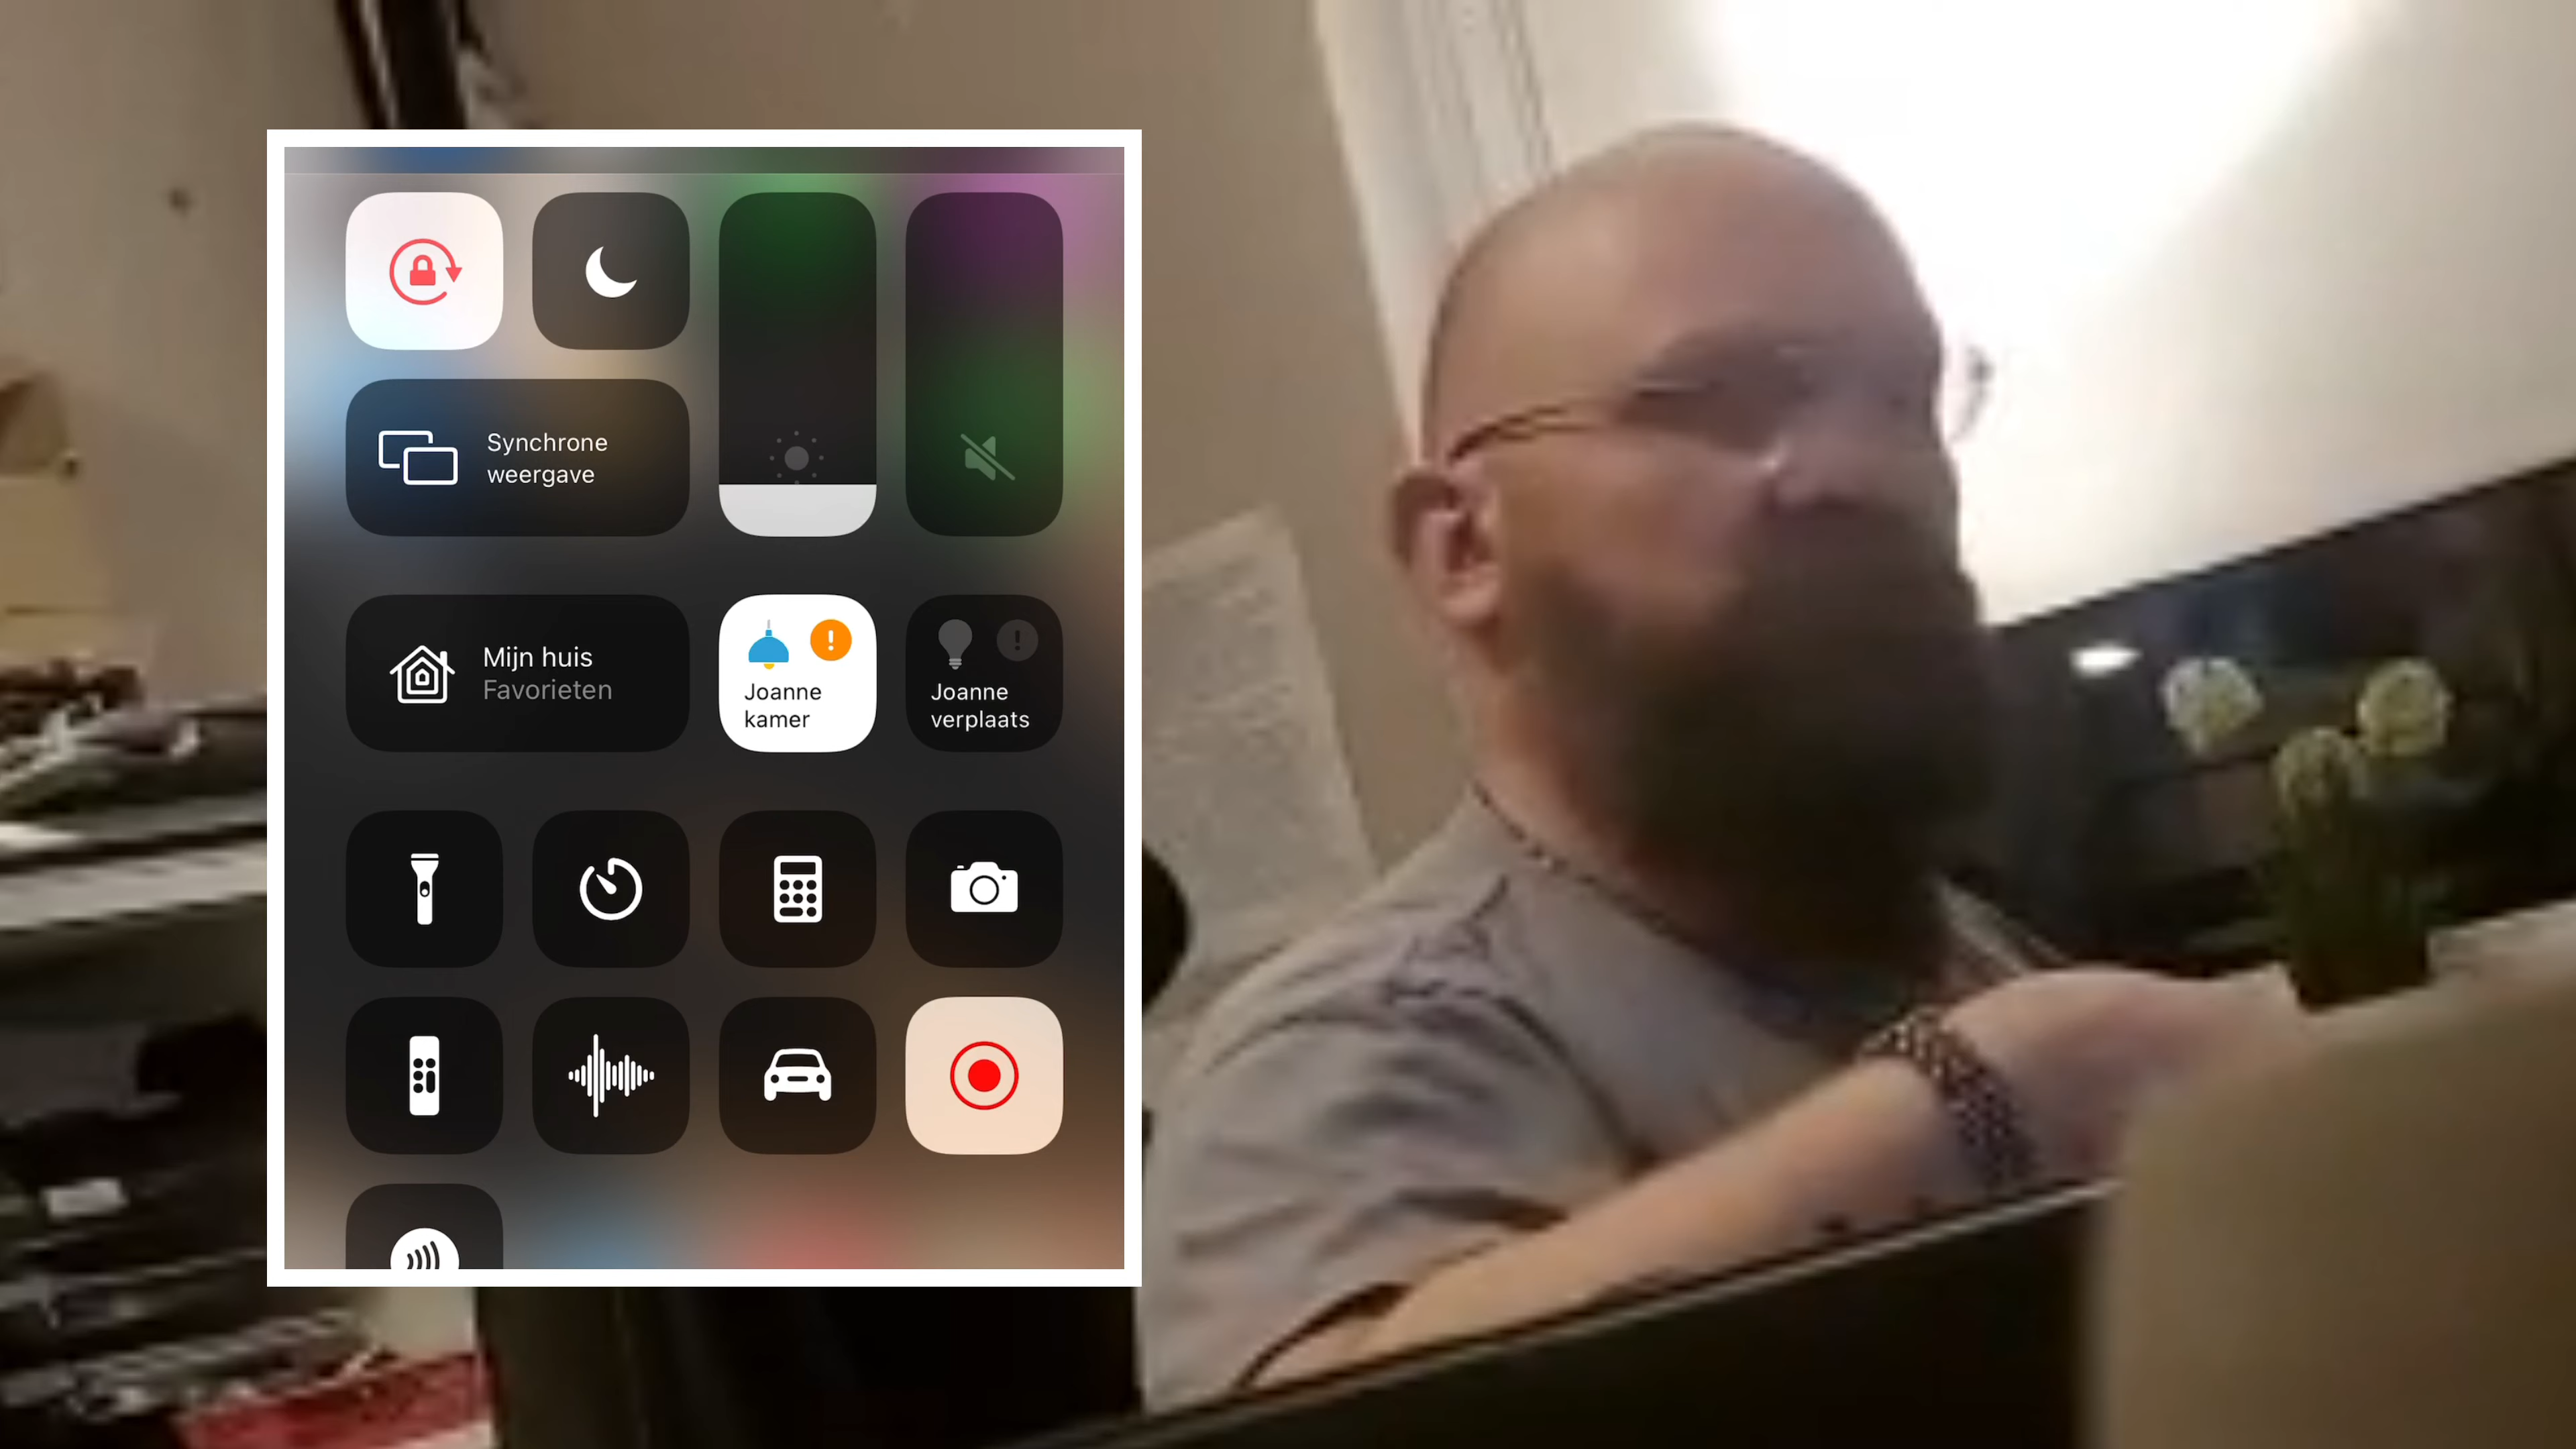 Synchrone
weergave
Mijn huis
Favorieten
Joanne
kamer
Joanne
verplaats